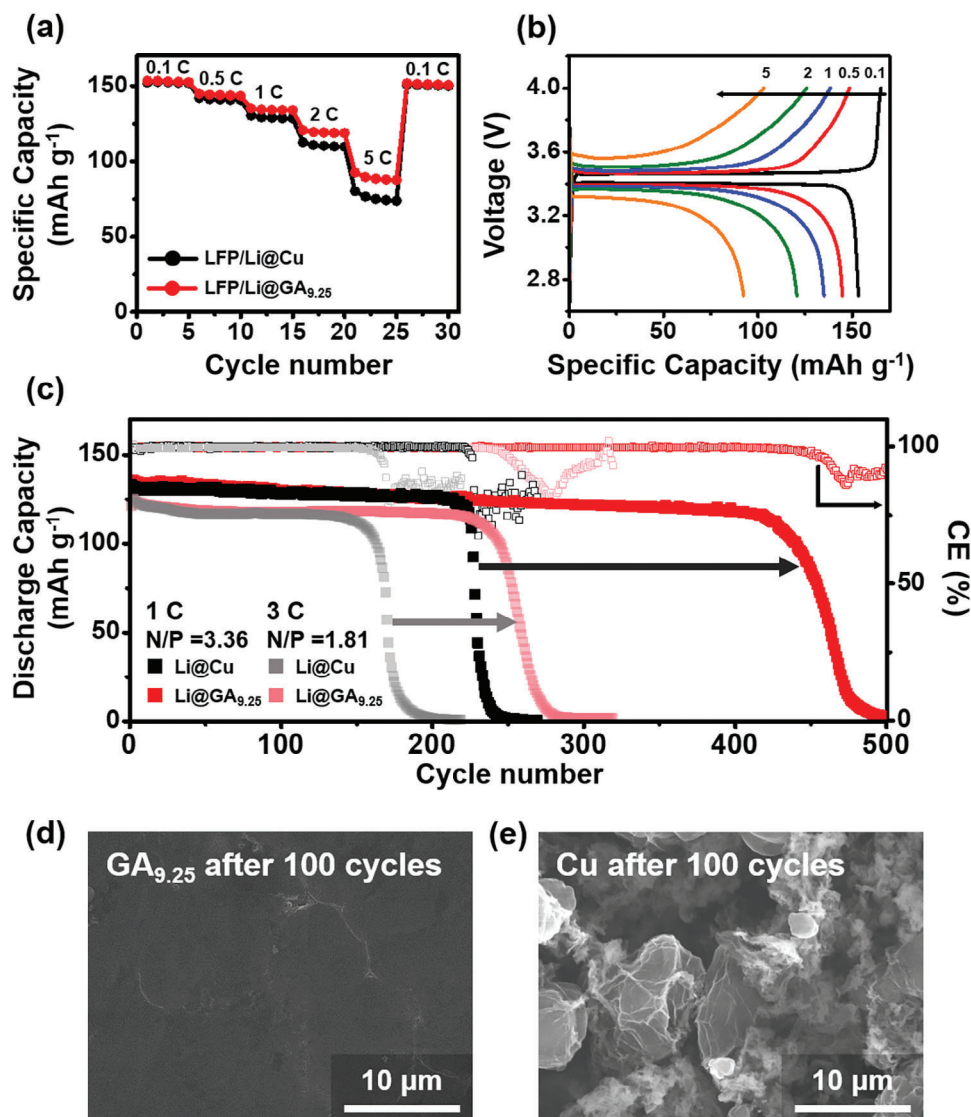 (a)
0.1 C
0.5 C
1 C
2 C
5 C
0.1 C
150
100
50
0
Specific Capacity
(mAh g⁻¹)
LFP/Li@Cu
LFP/Li@GA₉.₂₅
0 5 10 15 20 25 30
Cycle number
(b)
5 2 1 0.5 0.1
4.0
3.6
3.2
2.8
Voltage (V)
0 50 100 150
Specific Capacity (mAh g⁻¹)
(c)
150
100
50
0
Discharge Capacity
(mAh g⁻¹)
100
50
0
CE (%)
1 C 3 C
N/P =3.36 N/P =1.81
Li@Cu Li@Cu
Li@GA₉.₂₅ Li@GA₉.₂₅
0 100 200 300 400 500
Cycle number
(d)
GA₉.₂₅ after 100 cycles
10 µm
(e)
Cu after 100 cycles
10 µm